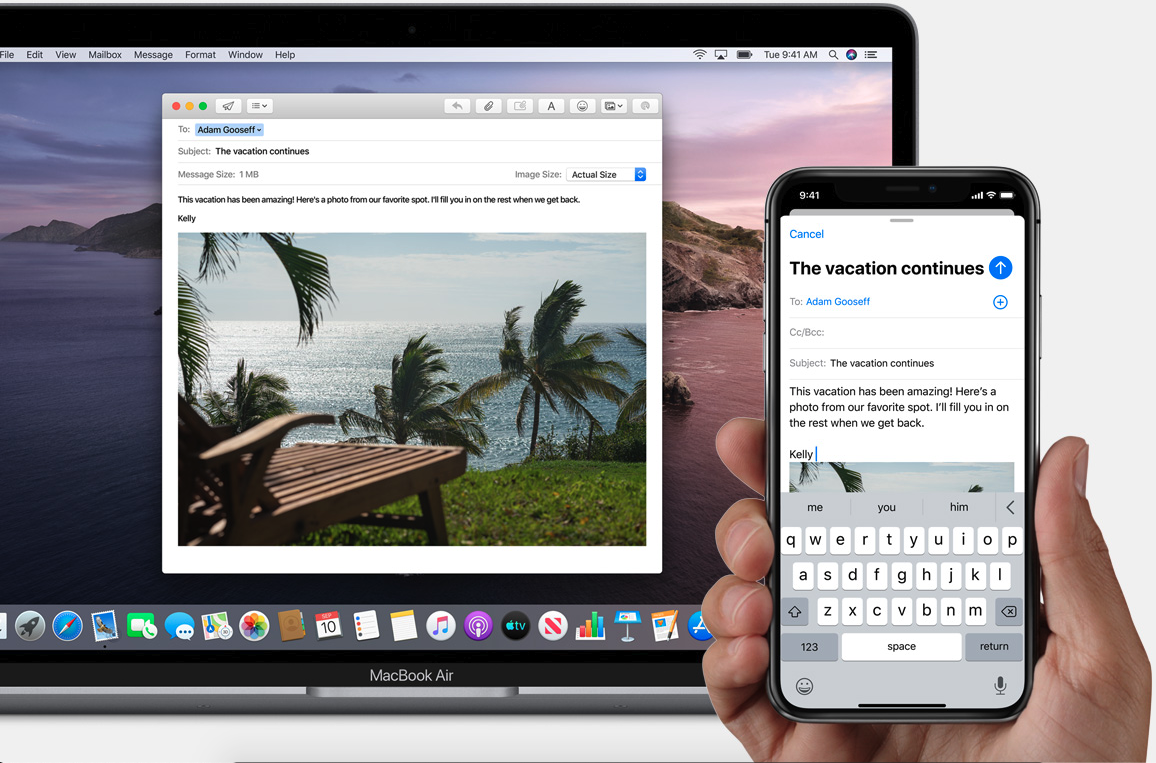 File Edit View Mailbox Message Format Window Help
Tue 9:41 AM
To: Adam Gooseff
Subject: The vacation continues
Message Size: 1 MB
Image Size: Actual Size
This vacation has been amazing! Here's a photo from our favorite spot. I'll fill you in on the rest when we get back.
Kelly
SEP
10
tv
MacBook Air
9:41
Cancel
The vacation continues
To: Adam Gooseff
Cc/Bcc:
Subject: The vacation continues
This vacation has been amazing! Here's a
photo from our favorite spot. I'll fill you in on
the rest when we get back.
Kelly
me you him
q w e r t y u i o p
a s d f g h j k l
z x c v b n m
123 space return